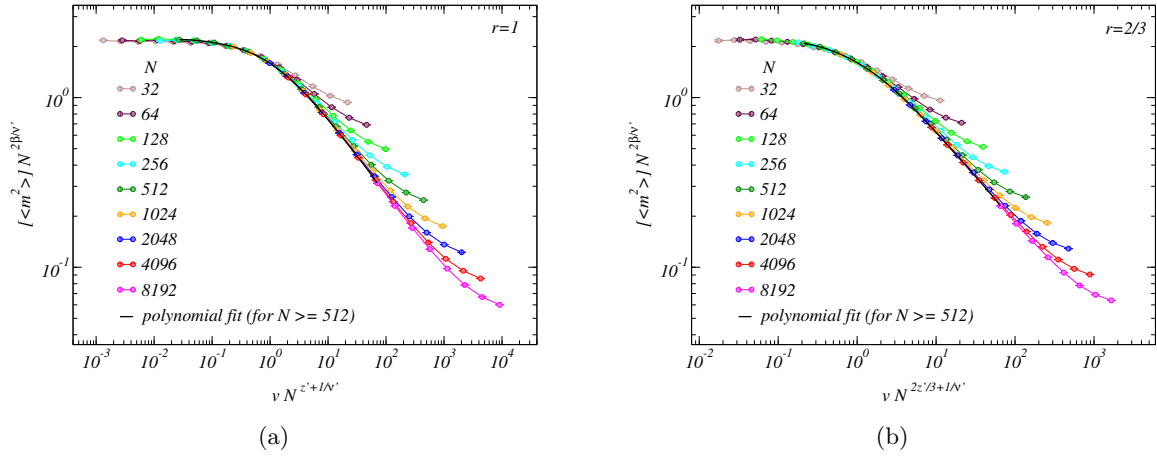 r=1
N
32
64
128
256
512
1024
2048
4096
8192
polynomial fit (for N >= 512)
10^0
10^-1
[<m^2>] N^{2β/ν'}
10^-3 10^-2 10^-1 10^0 10^1 10^2 10^3 10^4
v N^{z'+1/ν'}
(a)
r=2/3
N
32
64
128
256
512
1024
2048
4096
8192
polynomial fit (for N >= 512)
10^0
10^-1
[<m^2>] N^{2β/ν'}
10^-2 10^-1 10^0 10^1 10^2 10^3
v N^{2z'/3+1/ν'}
(b)